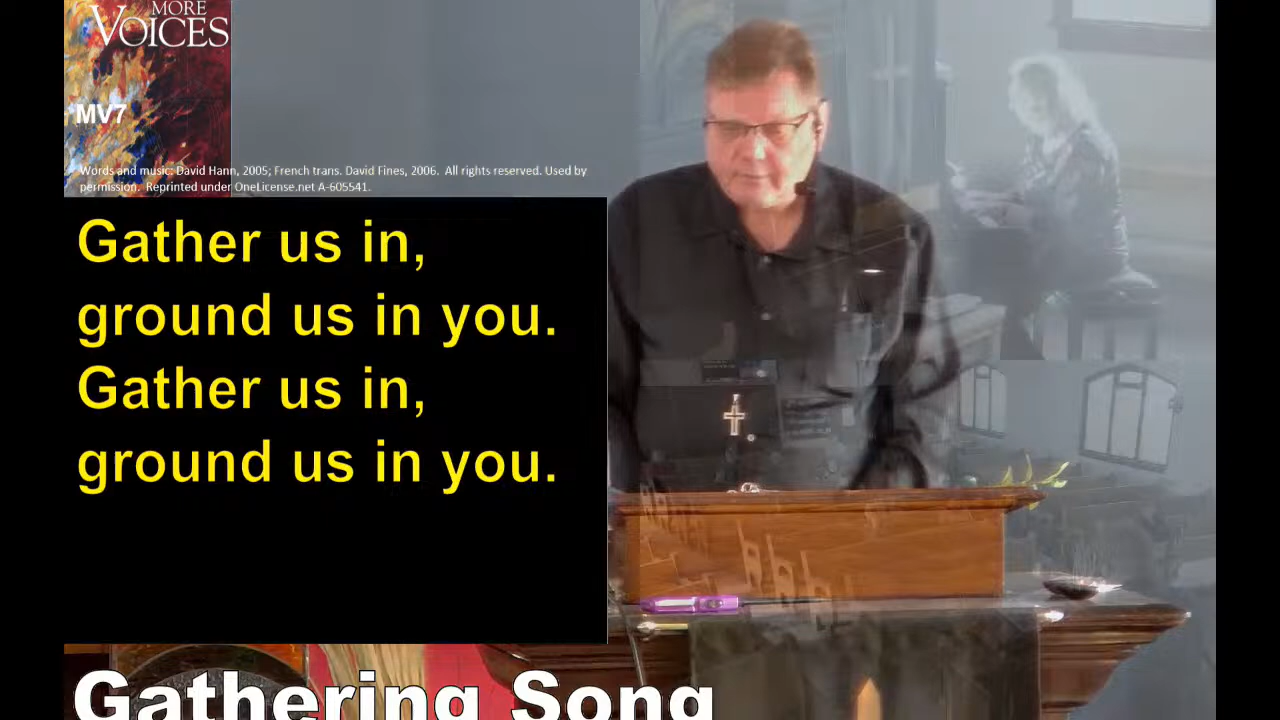 MORE
VOICES
MV7
Words and music: David Hann, 2005; French trans. David Fines, 2006. All rights reserved. Used by
permission. Reprinted under OneLicense.net A-605541.
Gather us in,
ground us in you.
Gather us in,
ground us in you.
Gathering Song